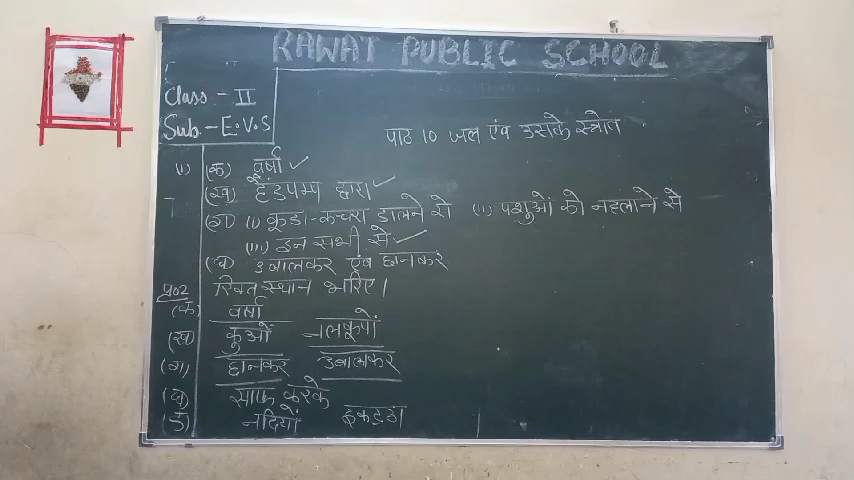 RAWAT PUBLIC SCHOOL
Class - II
Sub. - E.V.S
पाठ 10 जल एंव उसके स्त्रोत
(1) (क) वर्षा ✓
(ख) हैंडपम्प द्वारा ✓
(ग) (i) कूडा-कचरा डालने से (ii) पशुओं को नहलाने से
(iii) इन सभी से ✓
(घ) उबालकर एंव छानकर
प्र02 रिक्त स्थान भरिए।
(क) वर्षा
(ख) कुओं नलकूपों
(ग) छानकर उबालकर
(घ) साफ करके
(ङ) नदियों इकट्ठा